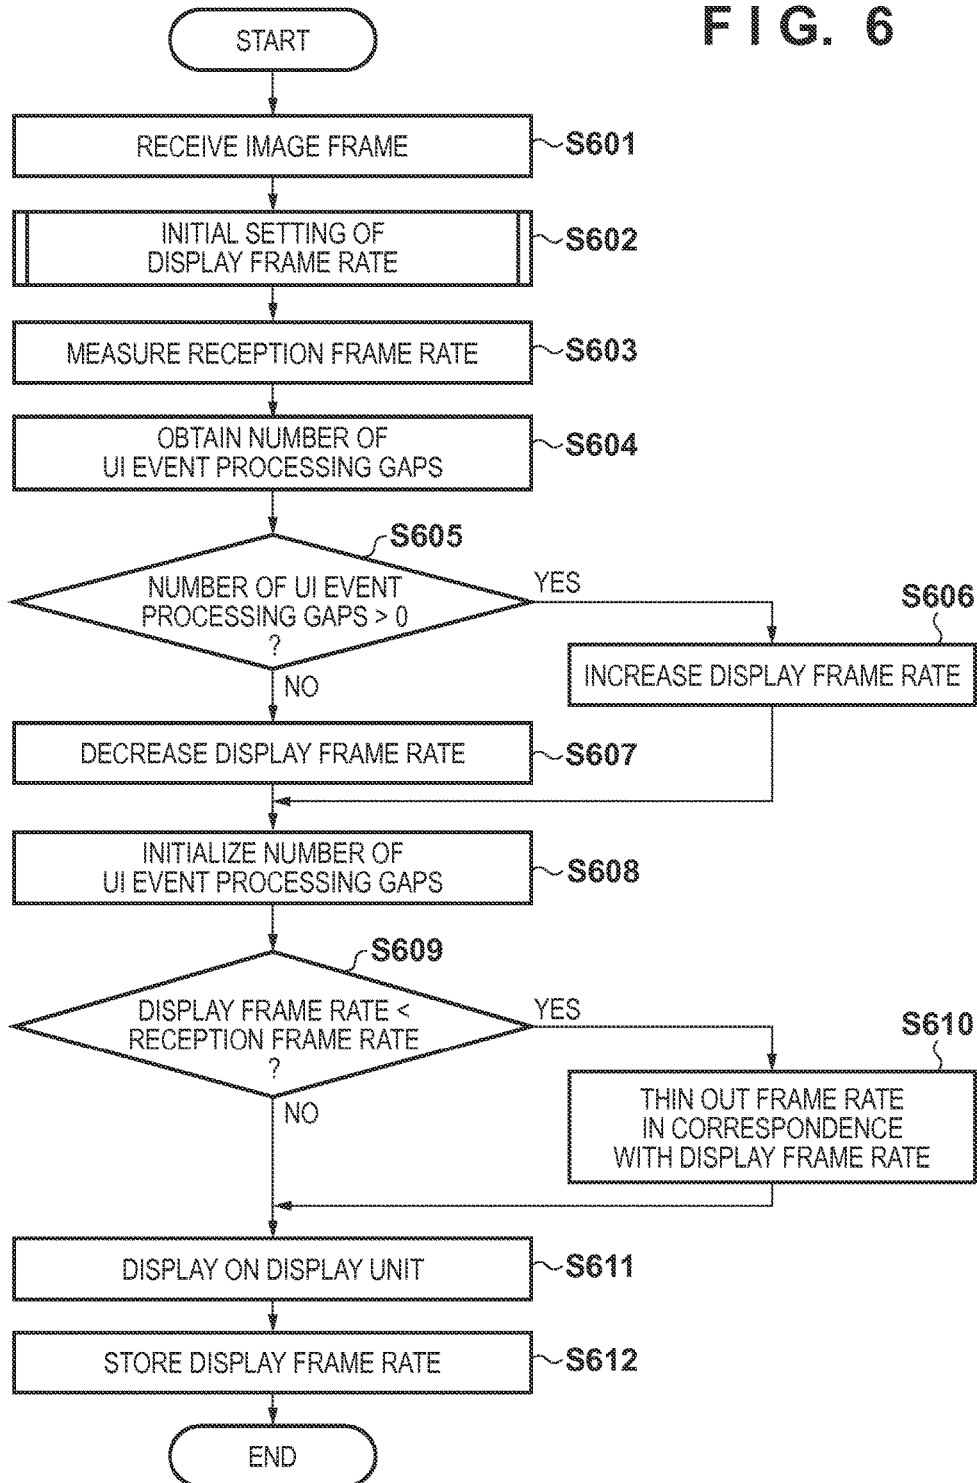 FIG. 6
START
RECEIVE IMAGE FRAME
S601
INITIAL SETTING OF
DISPLAY FRAME RATE
S602
MEASURE RECEPTION FRAME RATE
S603
OBTAIN NUMBER OF
UI EVENT PROCESSING GAPS
S604
S605
NUMBER OF UI EVENT
PROCESSING GAPS > 0
?
YES
NO
S606
INCREASE DISPLAY FRAME RATE
DECREASE DISPLAY FRAME RATE
S607
INITIALIZE NUMBER OF
UI EVENT PROCESSING GAPS
S608
S609
DISPLAY FRAME RATE <
RECEPTION FRAME RATE
?
YES
NO
S610
THIN OUT FRAME RATE
IN CORRESPONDENCE
WITH DISPLAY FRAME RATE
DISPLAY ON DISPLAY UNIT
S611
STORE DISPLAY FRAME RATE
S612
END